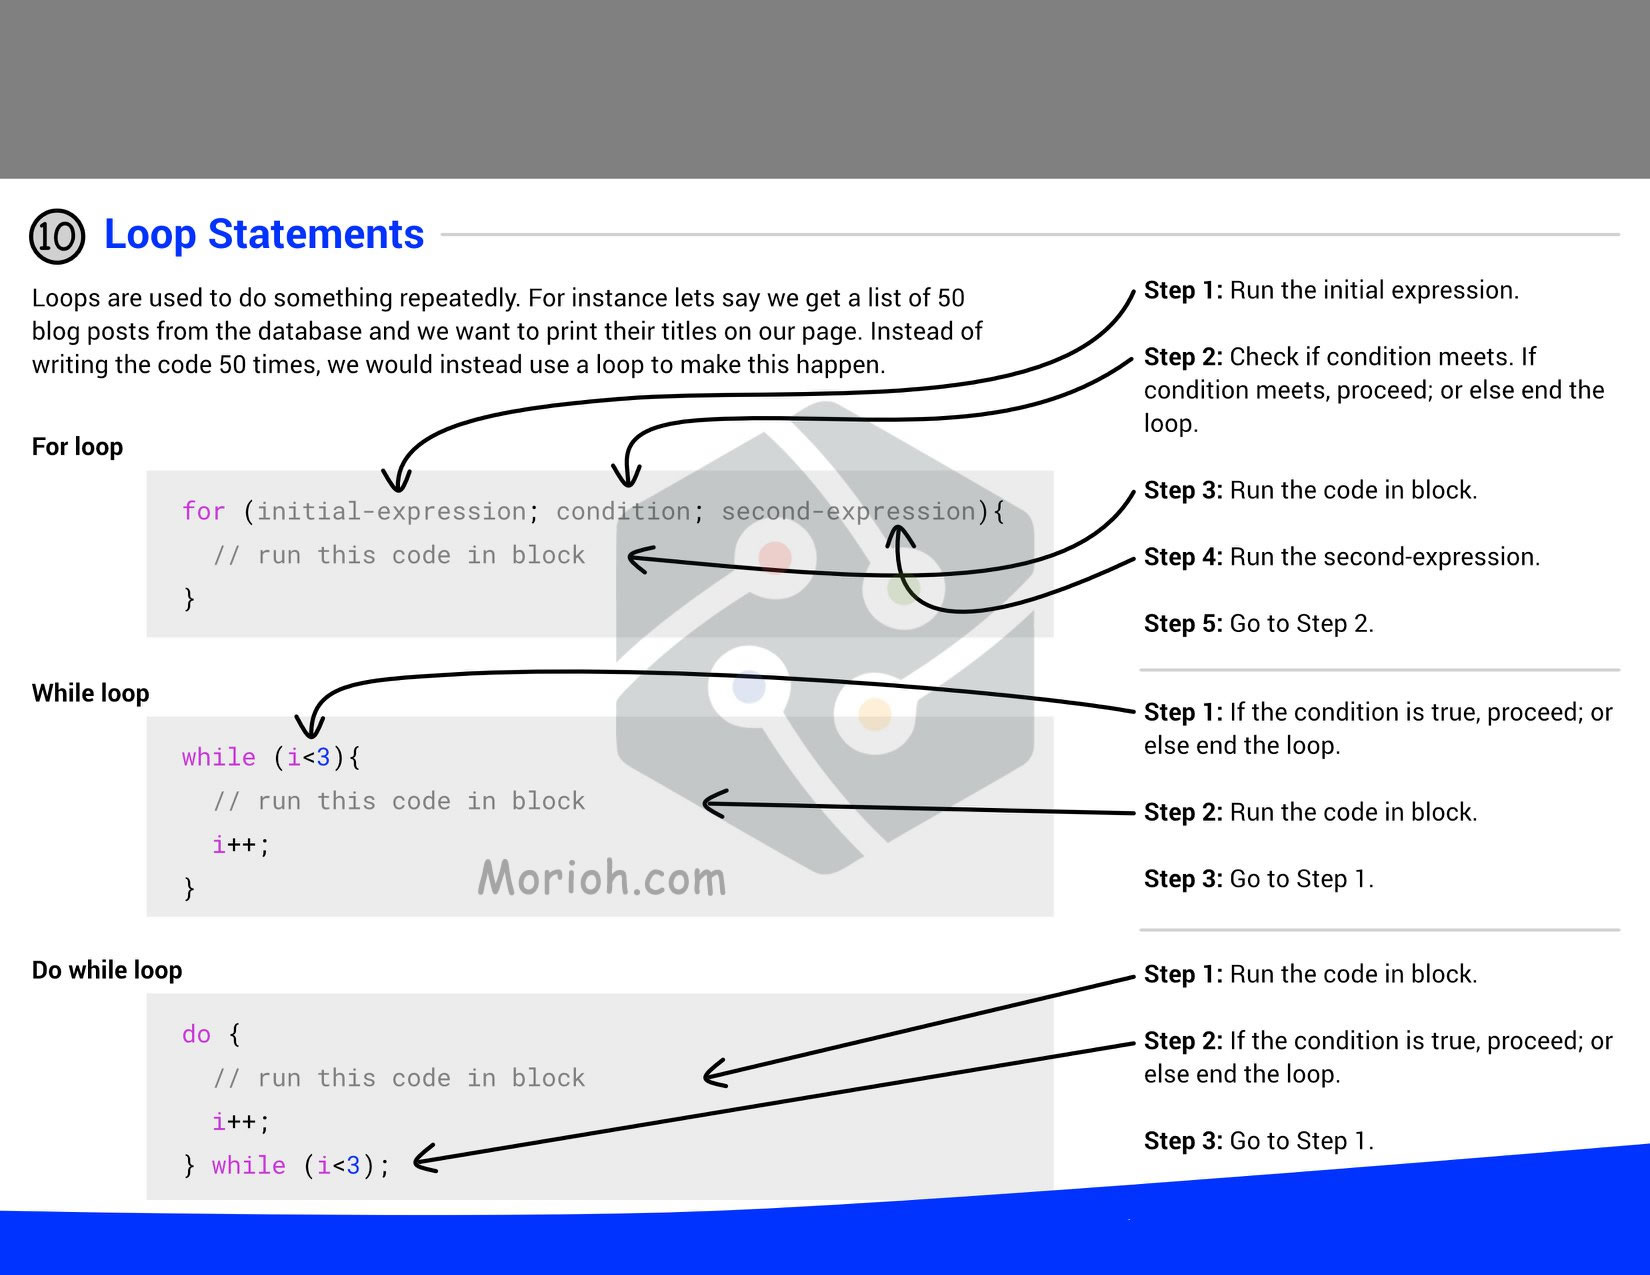 10 Loop Statements
Loops are used to do something repeatedly. For instance lets say we get a list of 50
blog posts from the database and we want to print their titles on our page. Instead of
writing the code 50 times, we would instead use a loop to make this happen.
For loop
for (initial-expression; condition; second-expression){
// run this code in block
}
Step 1: Run the initial expression.
Step 2: Check if condition meets. If
condition meets, proceed; or else end the
loop.
Step 3: Run the code in block.
Step 4: Run the second-expression.
Step 5: Go to Step 2.
While loop
while (i<3){
// run this code in block
i++;
}
Morioh.com
Step 1: If the condition is true, proceed; or
else end the loop.
Step 2: Run the code in block.
Step 3: Go to Step 1.
Do while loop
do {
// run this code in block
i++;
} while (i<3);
Step 1: Run the code in block.
Step 2: If the condition is true, proceed; or
else end the loop.
Step 3: Go to Step 1.